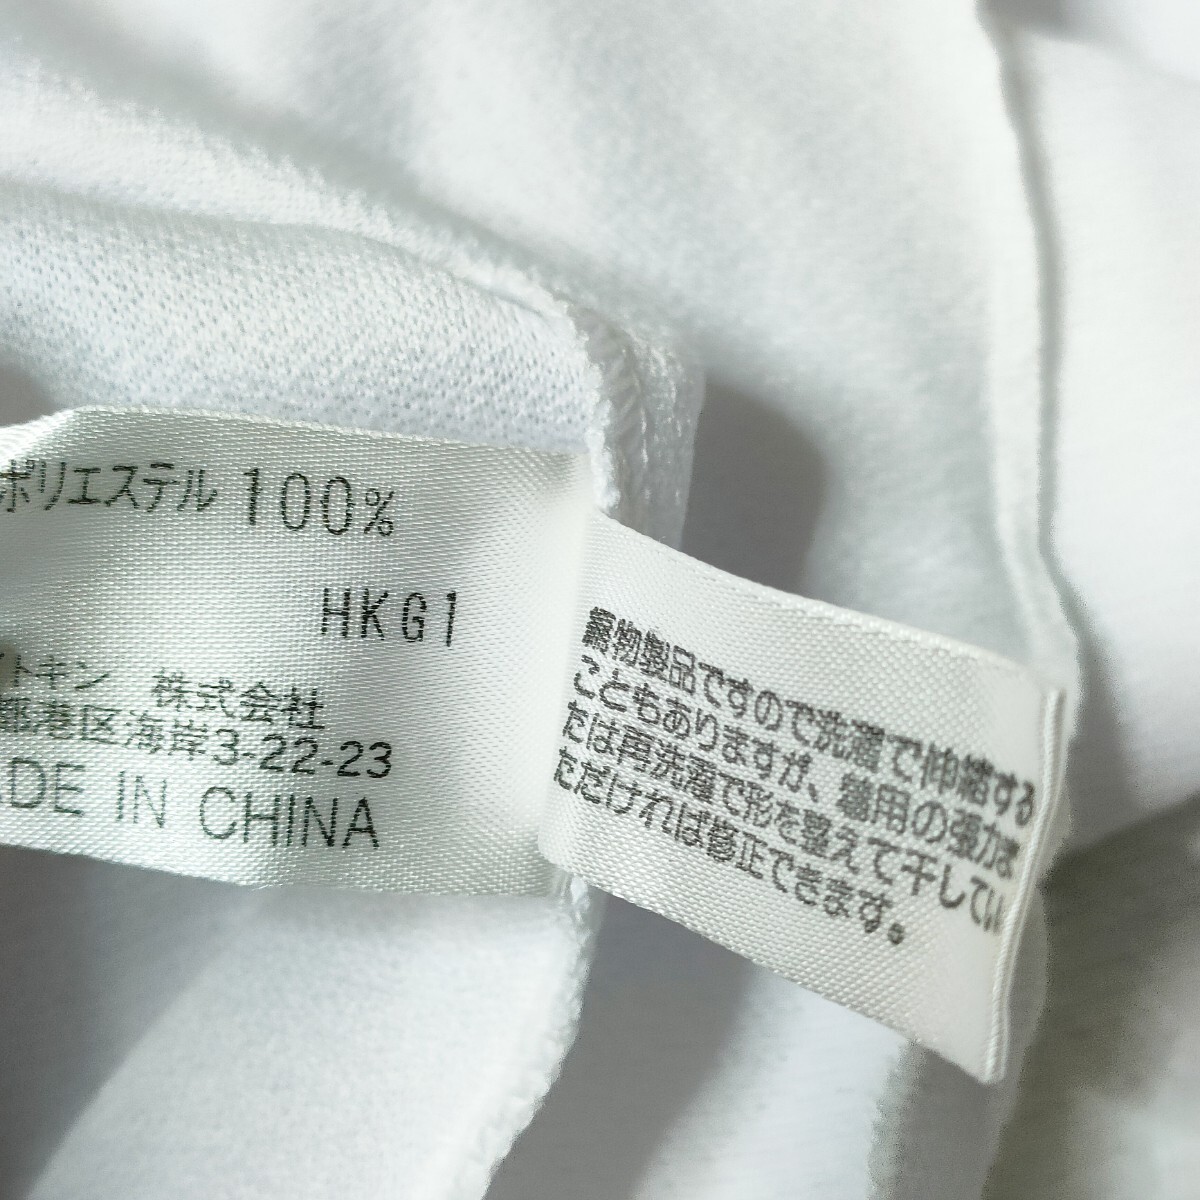 ポリエステル 100%
HKG1
イトキン 株式会社
都港区海岸3-22-23
ADE IN CHINA
編物製品ですので洗濯で伸縮する
こともありますが、着用の張力ま
たは再洗濯で形を整えて干してい
ただければ修正できます。